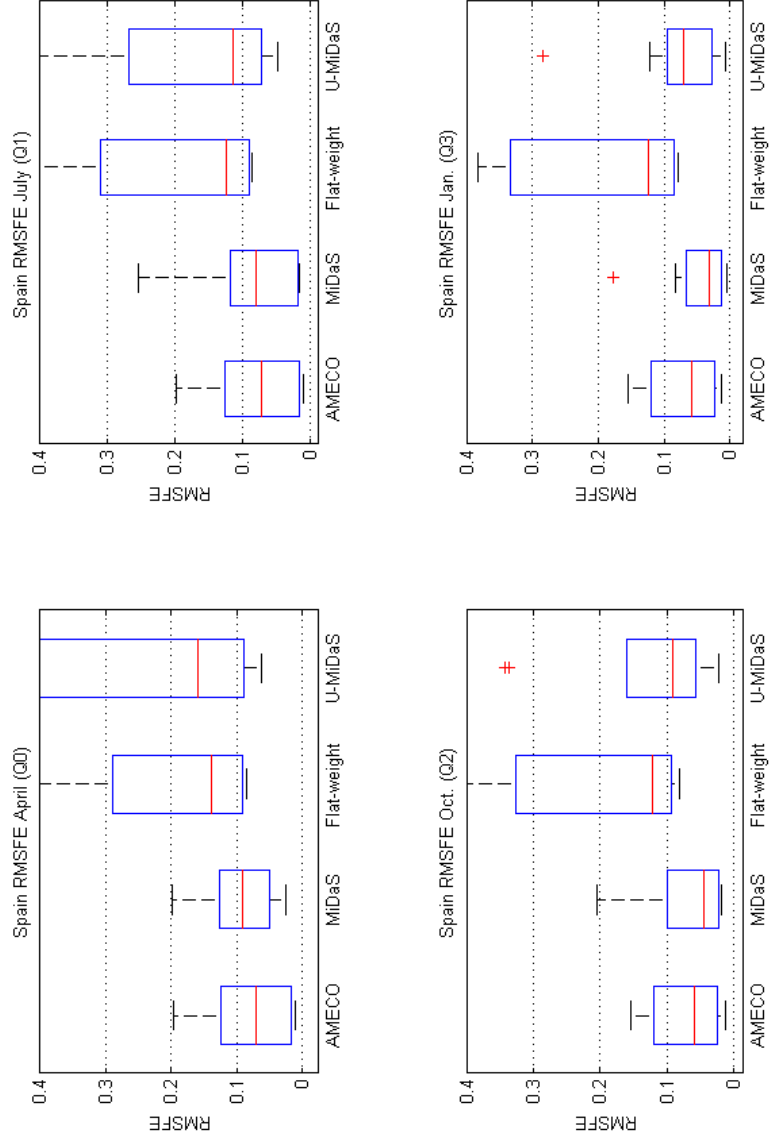 Spain RMSFE April (Q0)
RMSFE
0.4
0.3
0.2
0.1
0
AMECO
MiDaS
Flat-weight
U-MiDaS
Spain RMSFE July (Q1)
RMSFE
0.4
0.3
0.2
0.1
0
AMECO
MiDaS
Flat-weight
U-MiDaS
Spain RMSFE Oct. (Q2)
RMSFE
0.4
0.3
0.2
0.1
0
AMECO
MiDaS
Flat-weight
U-MiDaS
Spain RMSFE Jan. (Q3)
RMSFE
0.4
0.3
0.2
0.1
0
AMECO
MiDaS
Flat-weight
U-MiDaS